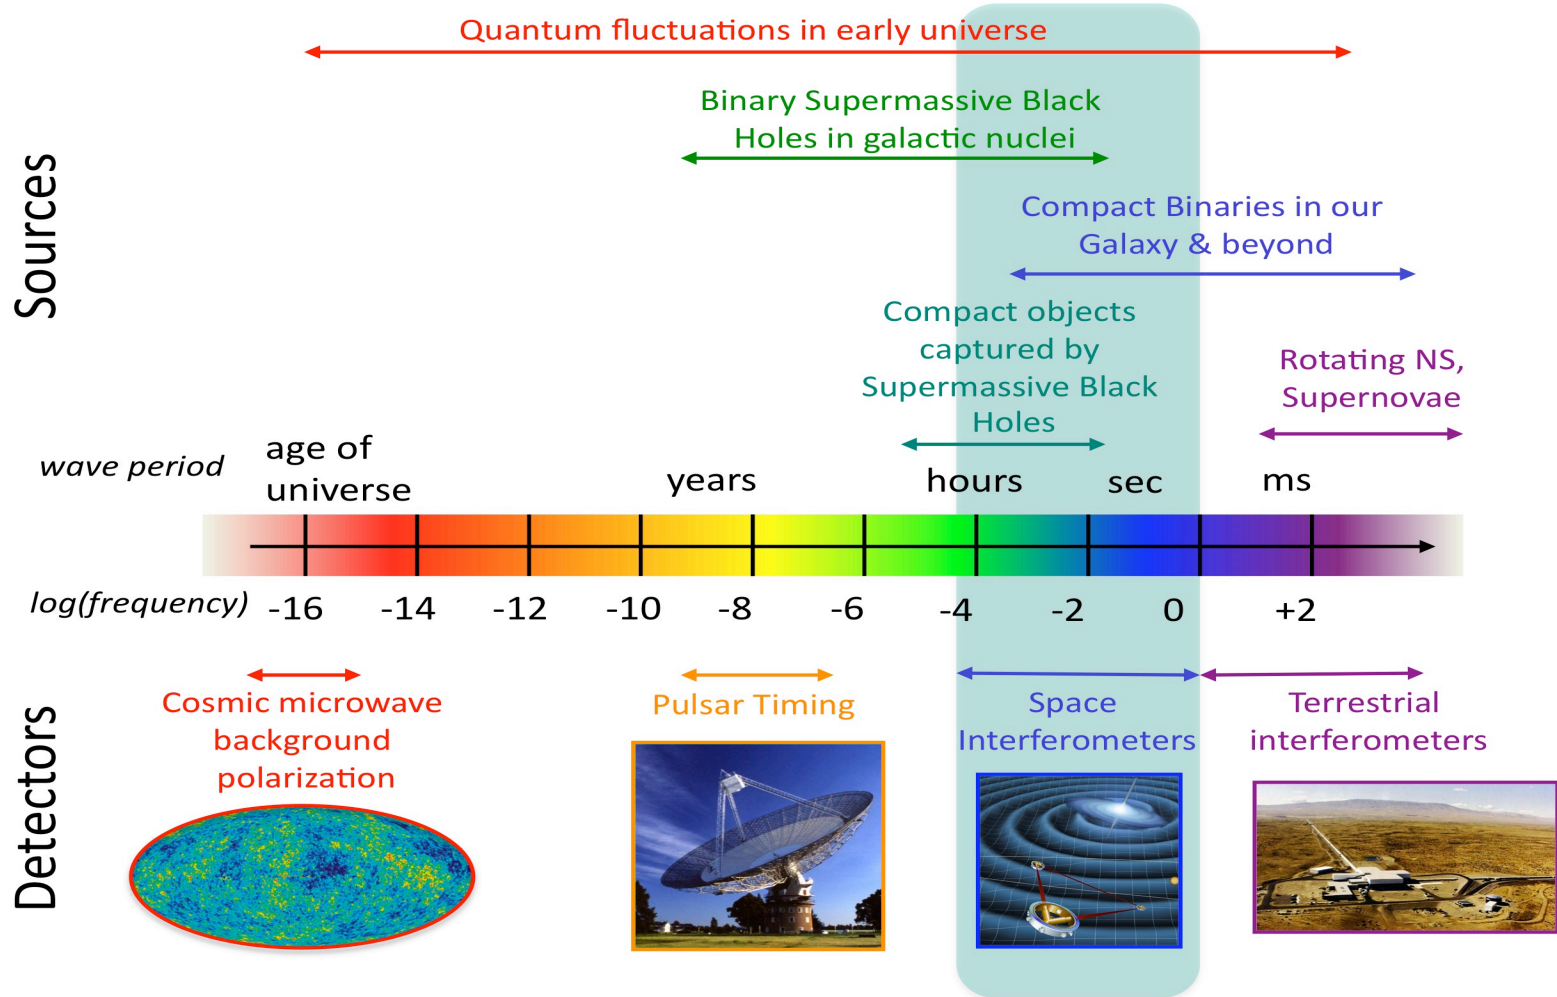 Quantum fluctuations in early universe
Binary Supermassive Black
Holes in galactic nuclei
Compact Binaries in our
Galaxy & beyond
Compact objects
captured by
Supermassive Black
Holes
Rotating NS,
Supernovae
Sources
wave period
age of
universe
years
hours
sec
ms
log(frequency)
-16
-14
-12
-10
-8
-6
-4
-2
0
+2
Detectors
Cosmic microwave
background
polarization
Pulsar Timing
Space
Interferometers
Terrestrial
interferometers